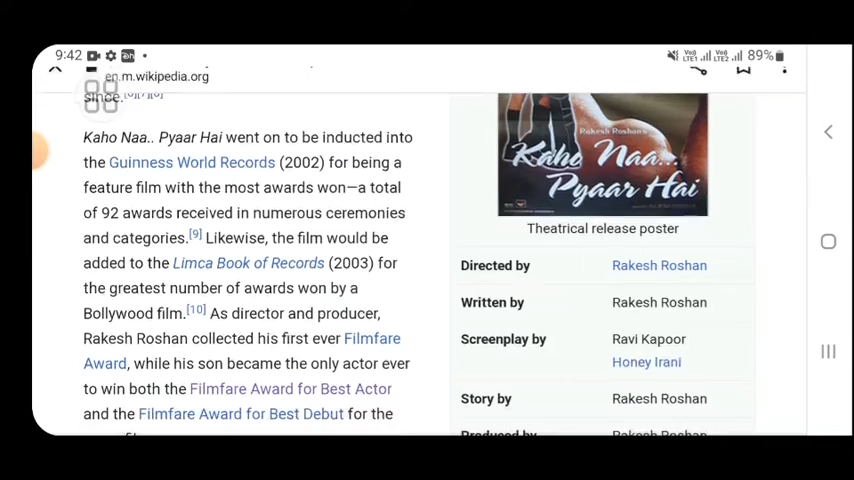 9:42
89%
en.m.wikipedia.org
since.
Kaho Naa.. Pyaar Hai went on to be inducted into
the Guinness World Records (2002) for being a
feature film with the most awards won—a total
of 92 awards received in numerous ceremonies
and categories.[9] Likewise, the film would be
added to the Limca Book of Records (2003) for
the greatest number of awards won by a
Bollywood film.[10] As director and producer,
Rakesh Roshan collected his first ever Filmfare
Award, while his son became the only actor ever
to win both the Filmfare Award for Best Actor
and the Filmfare Award for Best Debut for the
Rakesh Roshan's
Kaho Naa...
Pyaar Hai
Theatrical release poster
Directed by Rakesh Roshan
Written by Rakesh Roshan
Screenplay by Ravi Kapoor
Honey Irani
Story by Rakesh Roshan
Produced by Rakesh Roshan